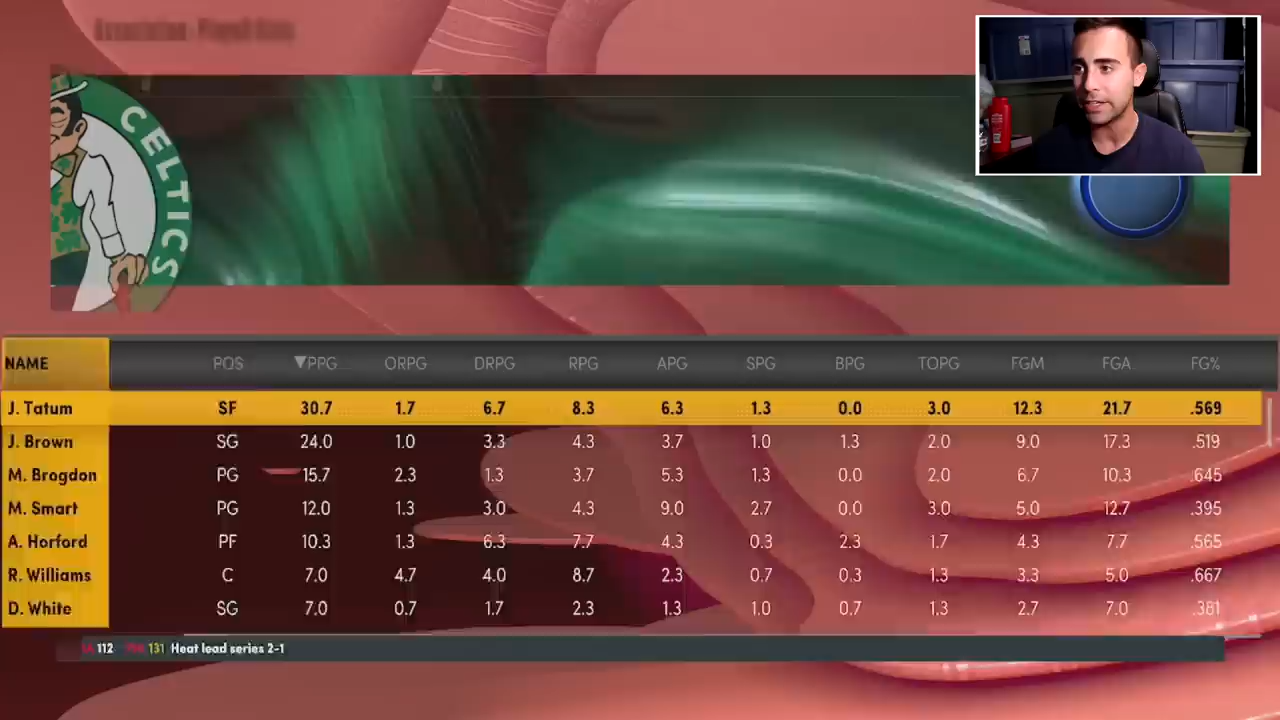 CELTICS
NAME POS ▼PPG ORPG DRPG RPG APG SPG BPG TOPG FGM FGA FG%
J. Tatum SF 30.7 1.7 6.7 8.3 6.3 1.3 0.0 3.0 12.3 21.7 .569
J. Brown SG 24.0 1.0 3.3 4.3 3.7 1.0 1.3 2.0 9.0 17.3 .519
M. Brogdon PG 15.7 2.3 1.3 3.7 5.3 1.3 0.0 2.0 6.7 10.3 .645
M. Smart PG 12.0 1.3 3.0 4.3 9.0 2.7 0.0 3.0 5.0 12.7 .395
A. Horford PF 10.3 1.3 6.3 7.7 4.3 0.3 2.3 1.7 4.3 7.7 .565
R. Williams C 7.0 4.7 4.0 8.7 2.3 0.7 0.3 1.3 3.3 5.0 .667
D. White SG 7.0 0.7 1.7 2.3 1.3 1.0 0.7 1.3 2.7 7.0 .381
112 131 Heat lead series 2-1